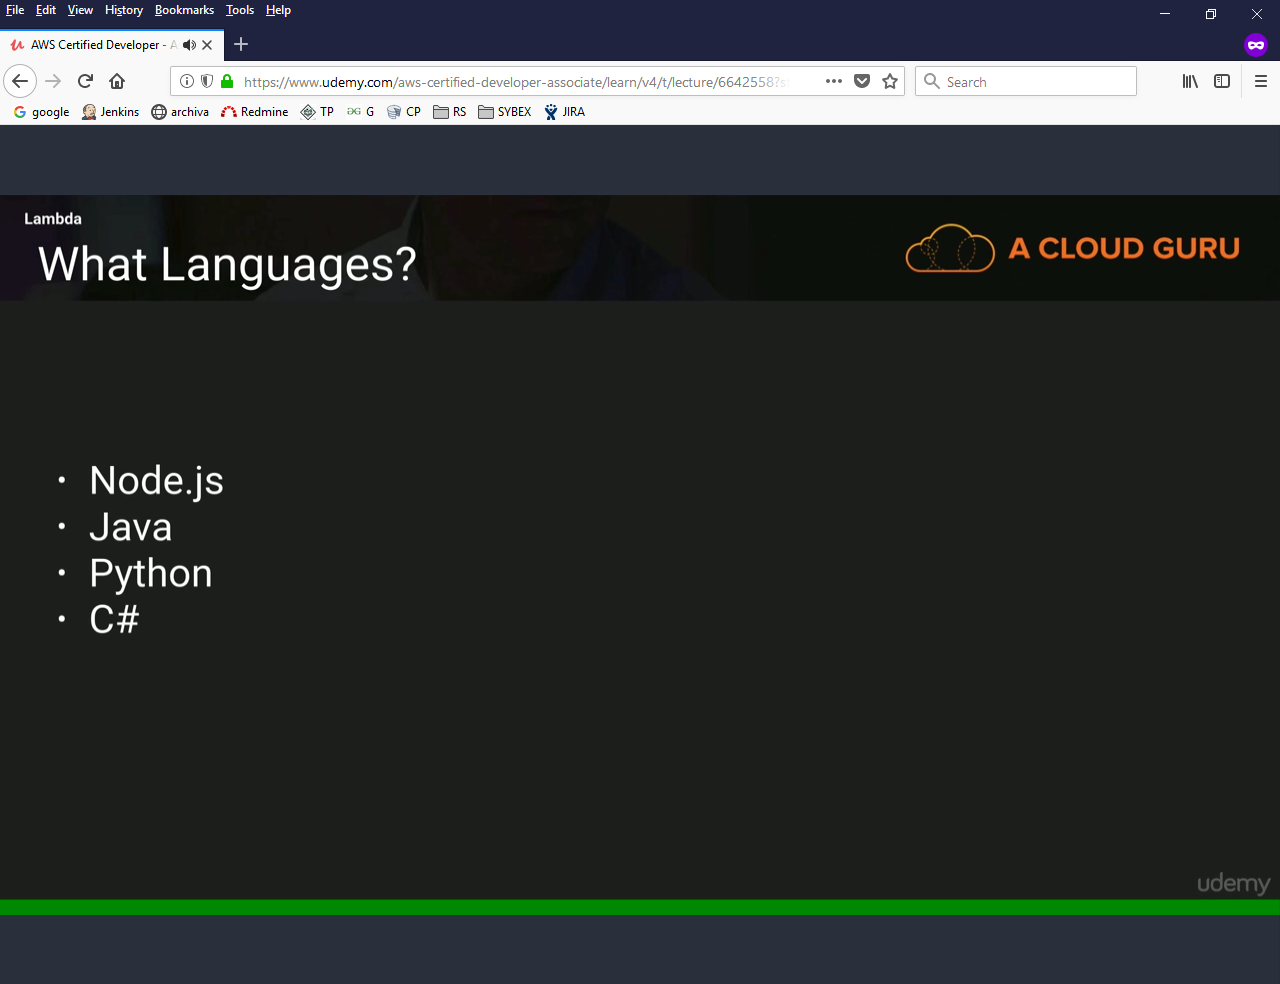 File Edit View History Bookmarks Tools Help
AWS Certified Developer - A
https://www.udemy.com/aws-certified-developer-associate/learn/v4/t/lecture/6642558?s
Search
google Jenkins archiva Redmine TP G CP RS SYBEX JIRA
Lambda
What Languages?
A CLOUD GURU
• Node.js
• Java
• Python
• C#
udemy